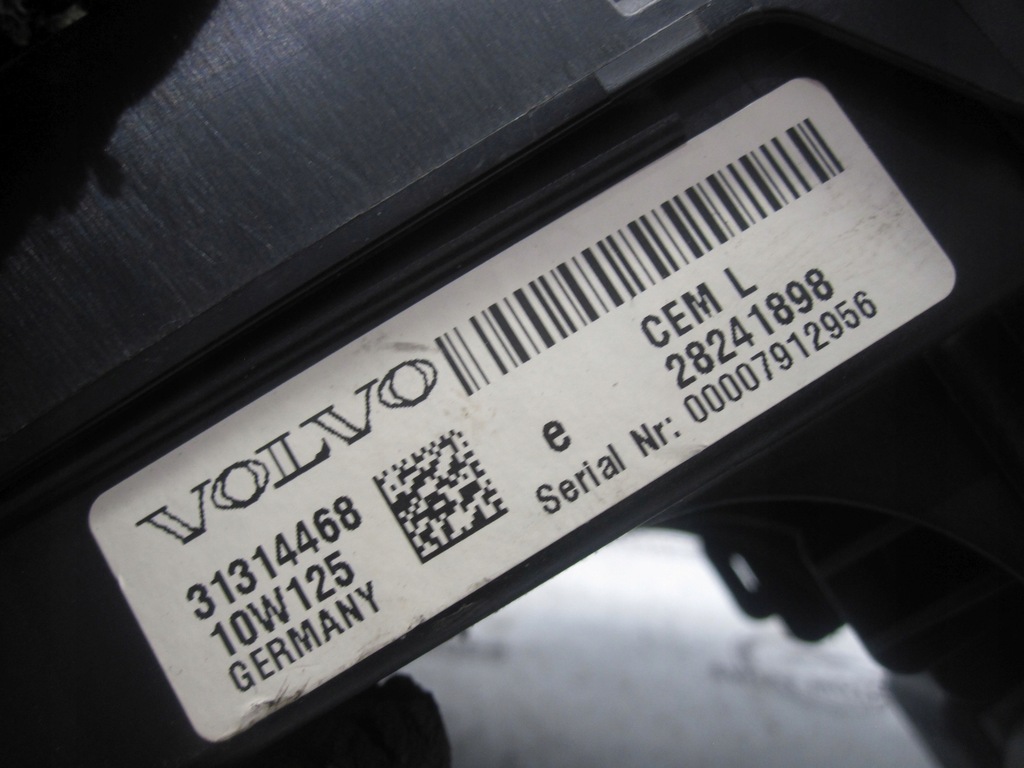 VOLVO
31314468
10W125
GERMANY
CEM L
28241898
e
Serial Nr: 00007912956